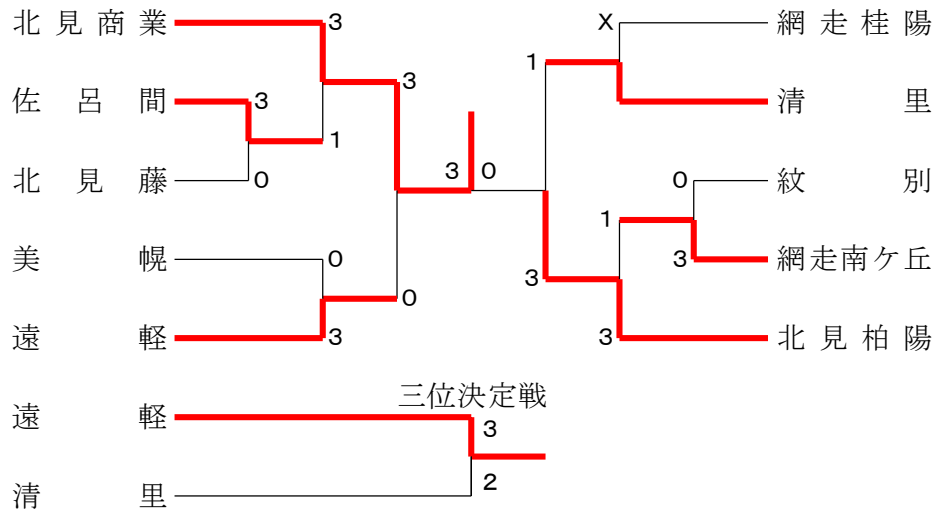 北見商業 3 X 網走桂陽
3 1
佐呂間 3 清里
1
3 0
北見藤 0 0 紋別
1
美幌 0 3 網走南ケ丘
0 3
遠軽 3 3 北見柏陽
三位決定戦
遠軽 3
2
清里